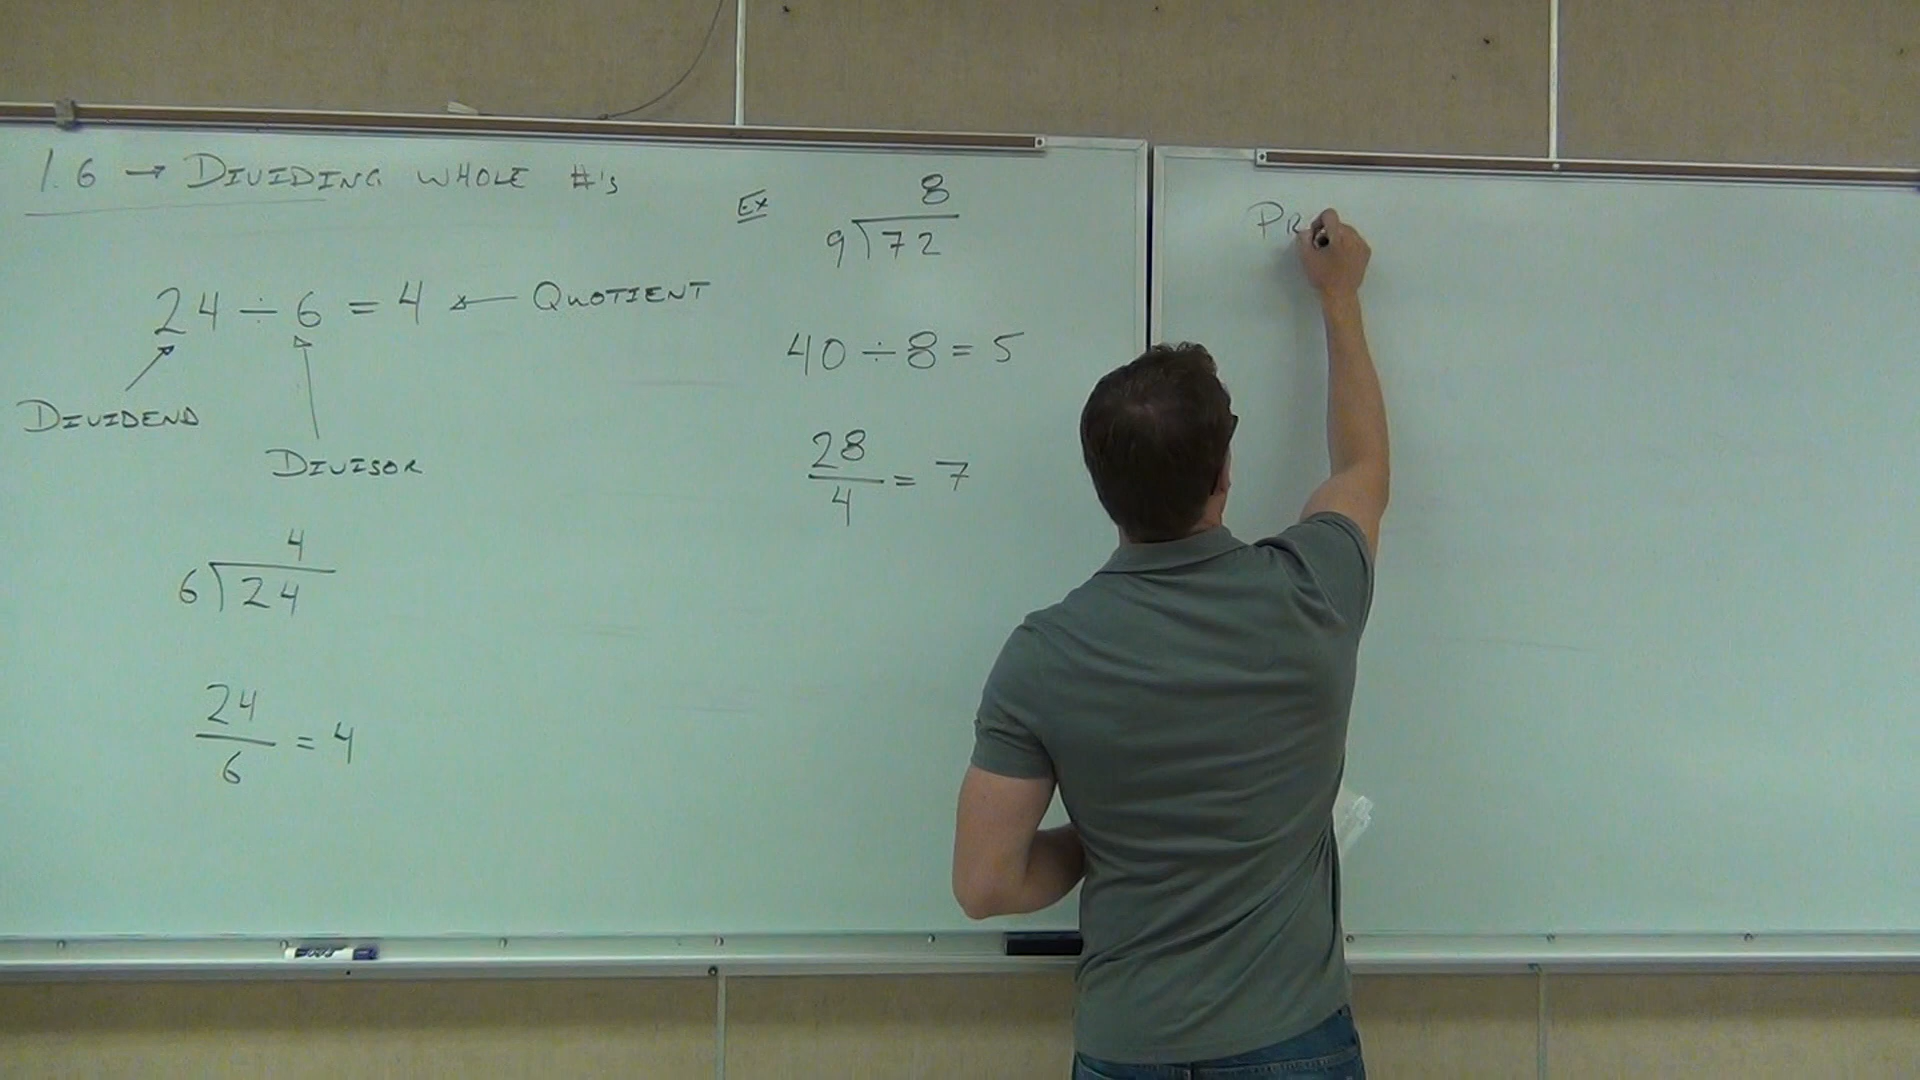 1.6 → DIVIDING WHOLE #'s
24 ÷ 6 = 4 ← QUOTIENT
DIVIDEND
DIVISOR
4
6 24
24
6 = 4
Ex
8
9 72
40 ÷ 8 = 5
28
4 = 7
PR